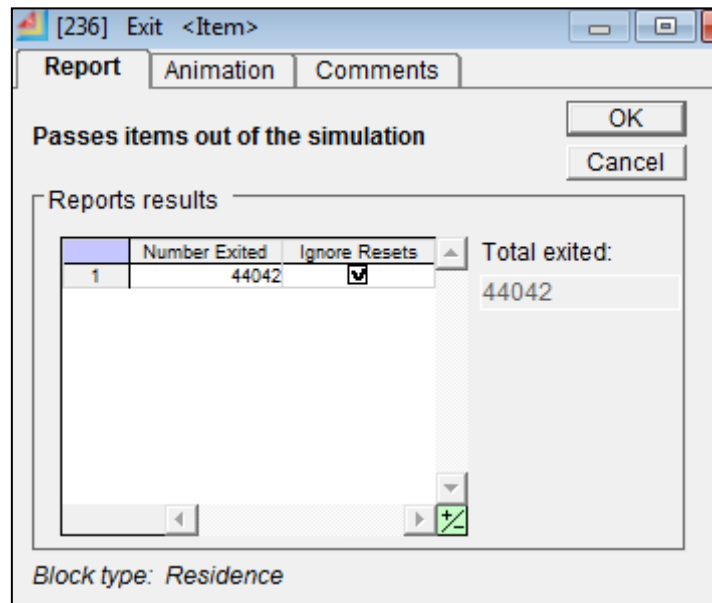 [236] Exit <Item>
Report Animation Comments
Passes items out of the simulation
OK
Cancel
Reports results
Number Exited Ignore Resets
1 44042
Total exited:
44042
+/-
Block type: Residence